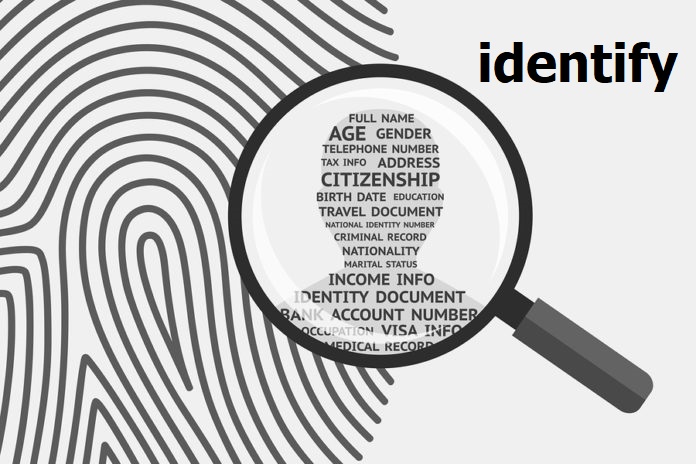 identify
FULL NAME
AGE GENDER
TELEPHONE NUMBER
TAX INFO ADDRESS
CITIZENSHIP
BIRTH DATE EDUCATION
TRAVEL DOCUMENT
NATIONAL IDENTITY NUMBER
CRIMINAL RECORD
NATIONALITY
MARITAL STATUS
INCOME INFO
IDENTITY DOCUMENT
BANK ACCOUNT NUMBER
OCCUPATION VISA INFO
MEDICAL RECORD